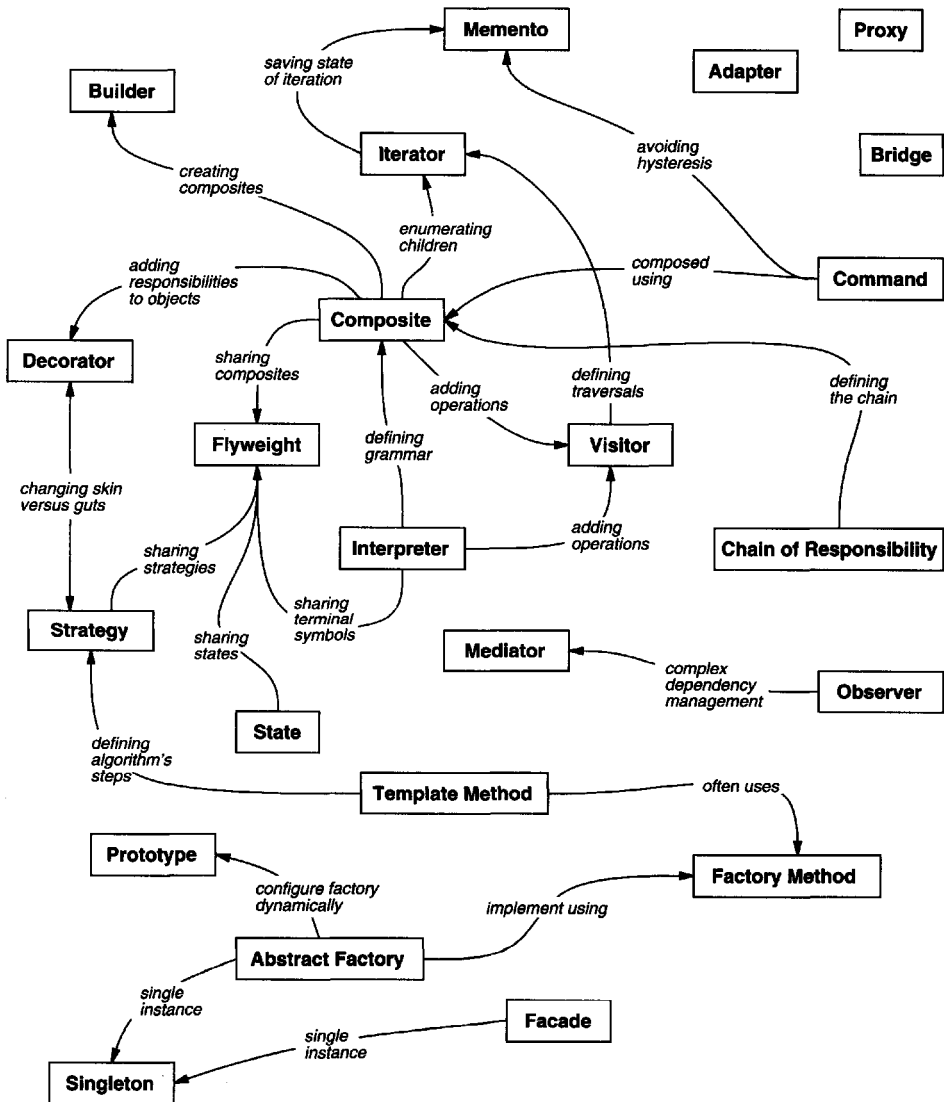 Memento
Proxy
saving state
of iteration
Adapter
Builder
Iterator
avoiding
hysteresis
Bridge
creating
composites
enumerating
children
adding
responsibilities
to objects
composed
using
Command
Composite
Decorator
sharing
composites
adding
operations
defining
traversals
defining
the chain
Flyweight
defining
grammar
Visitor
changing skin
versus guts
adding
operations
Interpreter
Chain of Responsibility
sharing
strategies
sharing
terminal
symbols
Strategy
sharing
states
Mediator
complex
dependency
management
Observer
State
defining
algorithm's
steps
Template Method
often uses
Prototype
Factory Method
configure factory
dynamically
implement using
Abstract Factory
single
instance
Facade
single
instance
Singleton